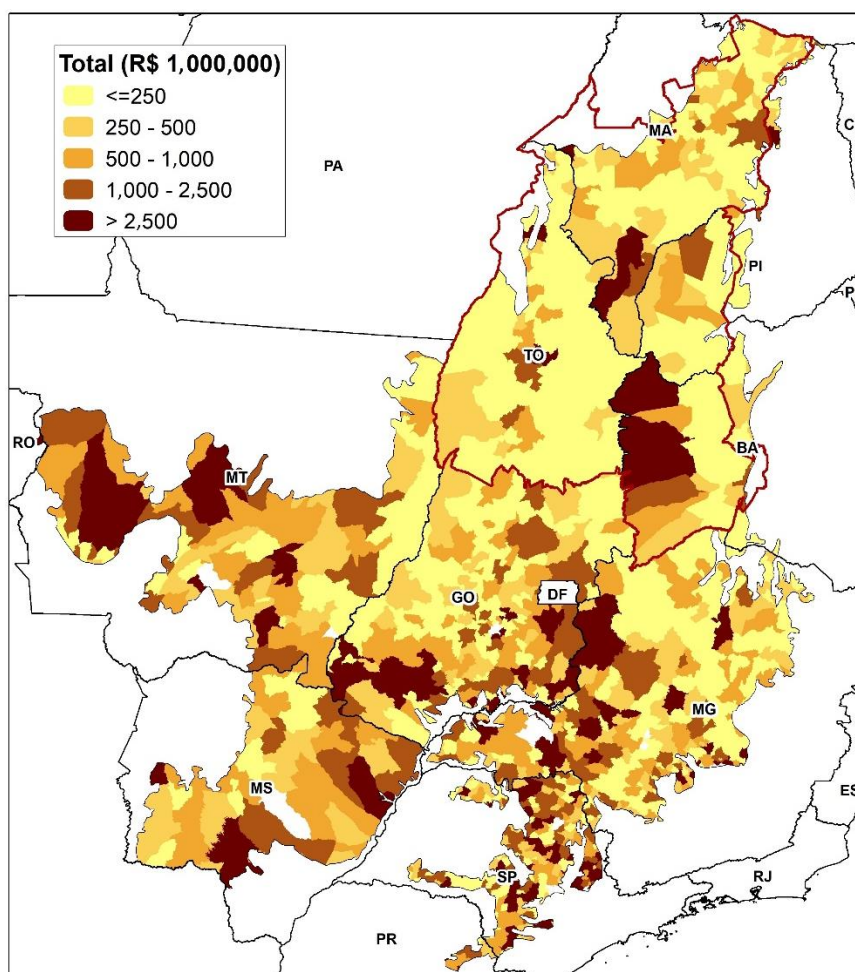 Total (R$ 1,000,000)
<=250
250 - 500
500 - 1,000
1,000 - 2,500
> 2,500
MA
C
PA
PI
P
TO
RO
BA
MT
GO
DF
MG
MS
ES
SP
RJ
PR